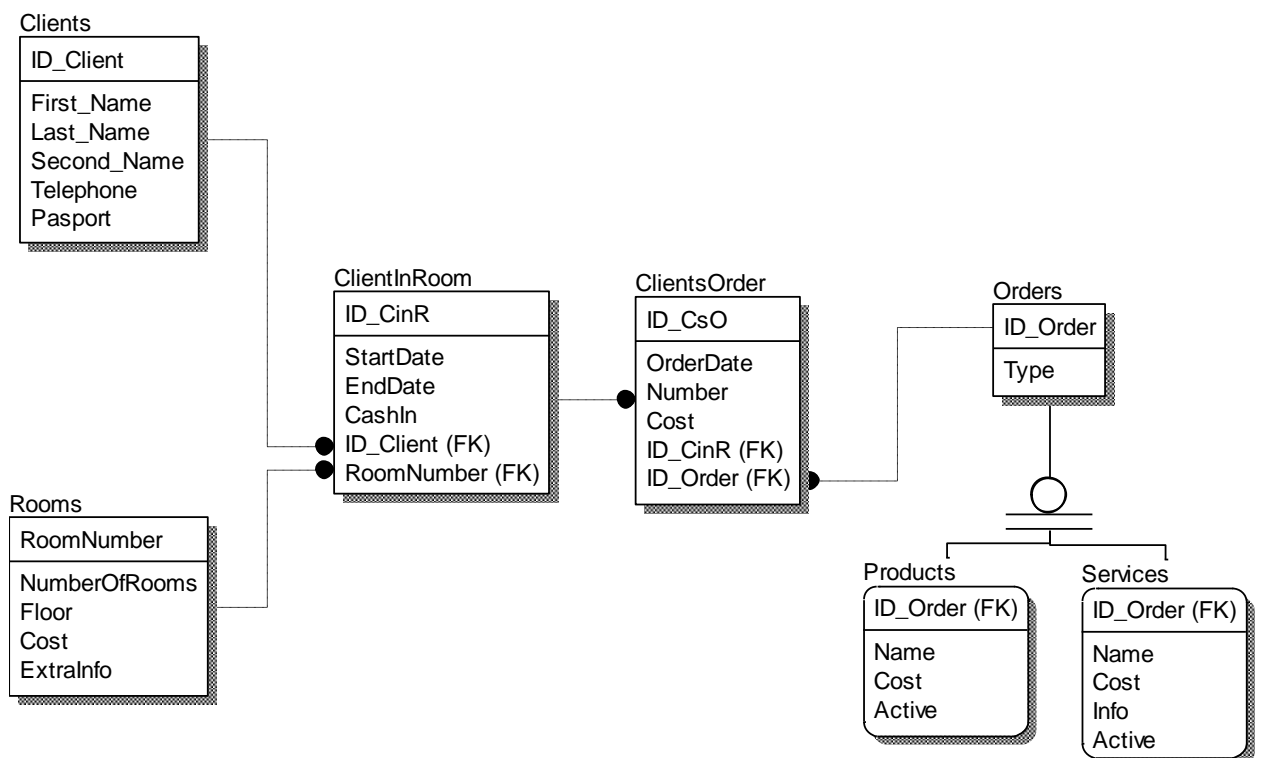 Clients
ID_Client
First_Name
Last_Name
Second_Name
Telephone
Pasport
Rooms
RoomNumber
NumberOfRooms
Floor
Cost
ExtraInfo
ClientInRoom
ID_CinR
StartDate
EndDate
CashIn
ID_Client (FK)
RoomNumber (FK)
ClientsOrder
ID_CsO
OrderDate
Number
Cost
ID_CinR (FK)
ID_Order (FK)
Orders
ID_Order
Type
Products
ID_Order (FK)
Name
Cost
Active
Services
ID_Order (FK)
Name
Cost
Info
Active